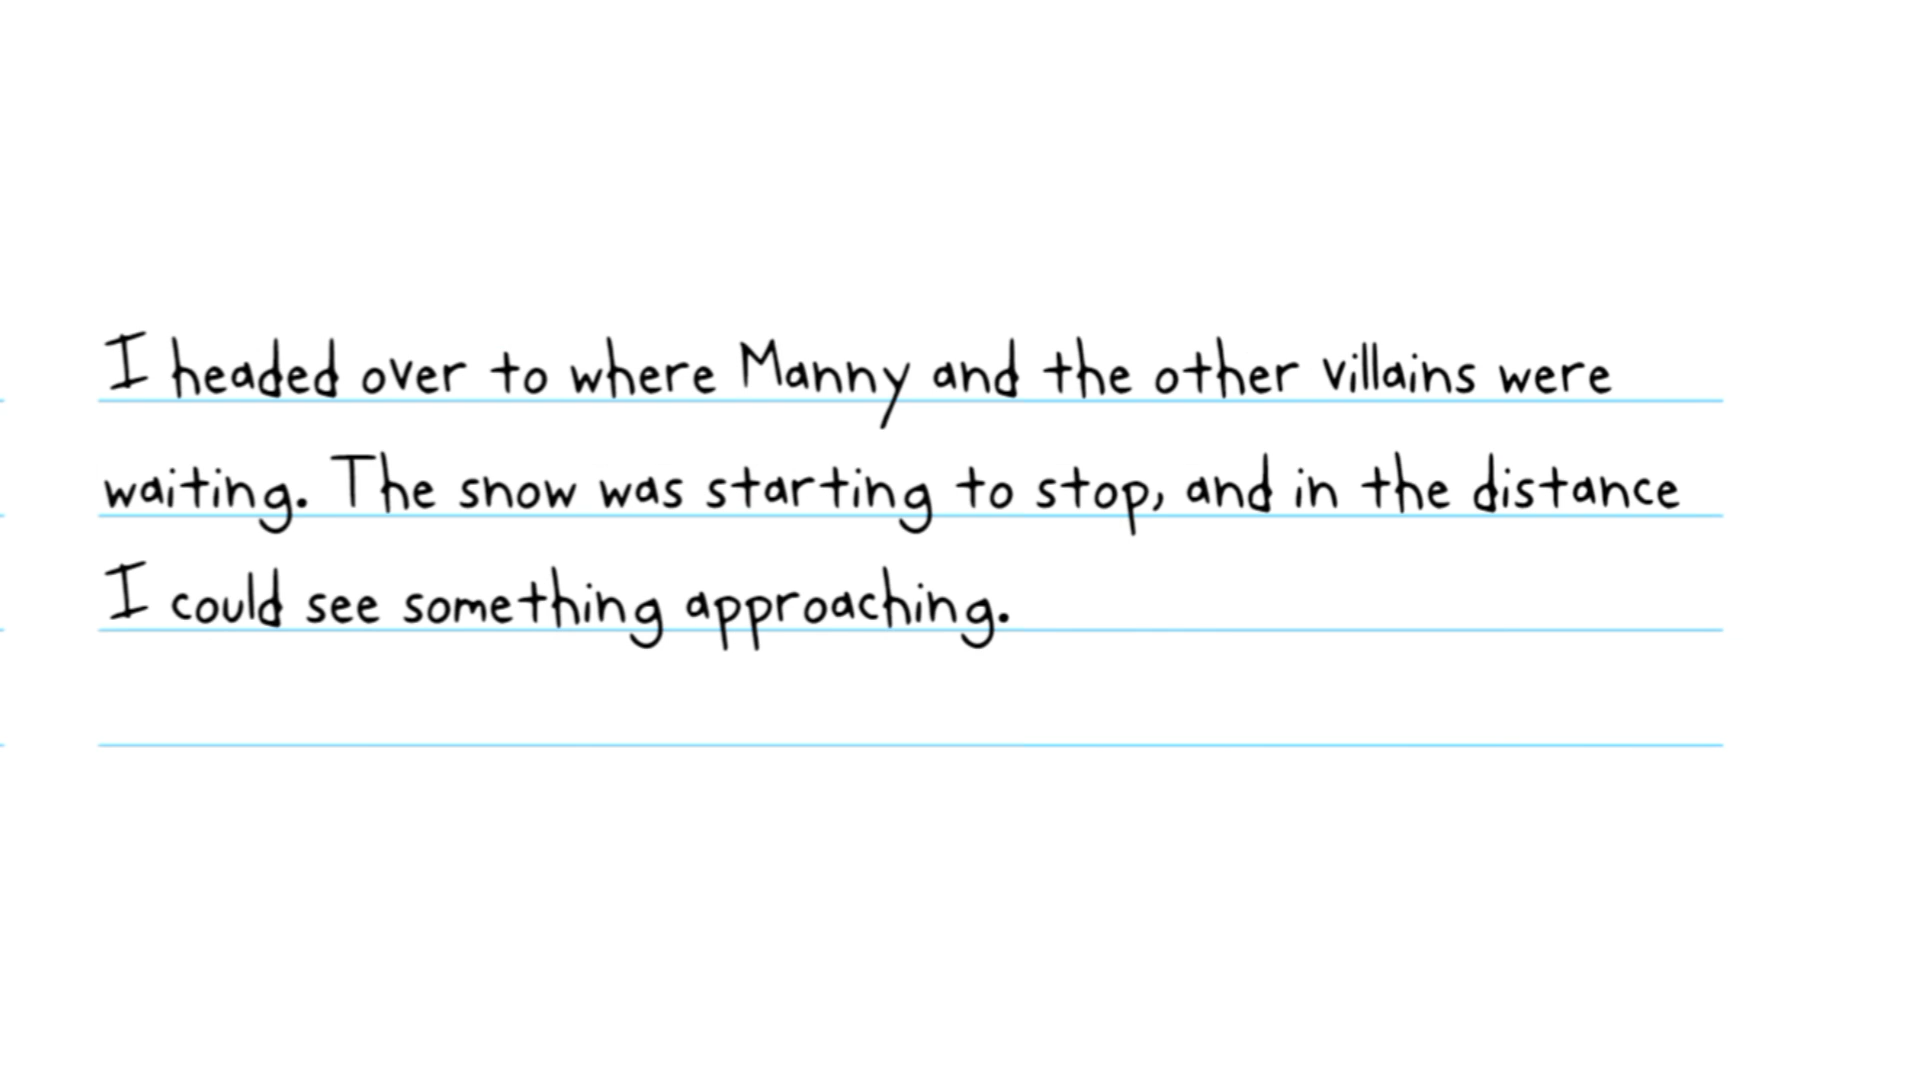 I headed over to where Manny and the other villains were
waiting. The snow was starting to stop, and in the distance
I could see something approaching.